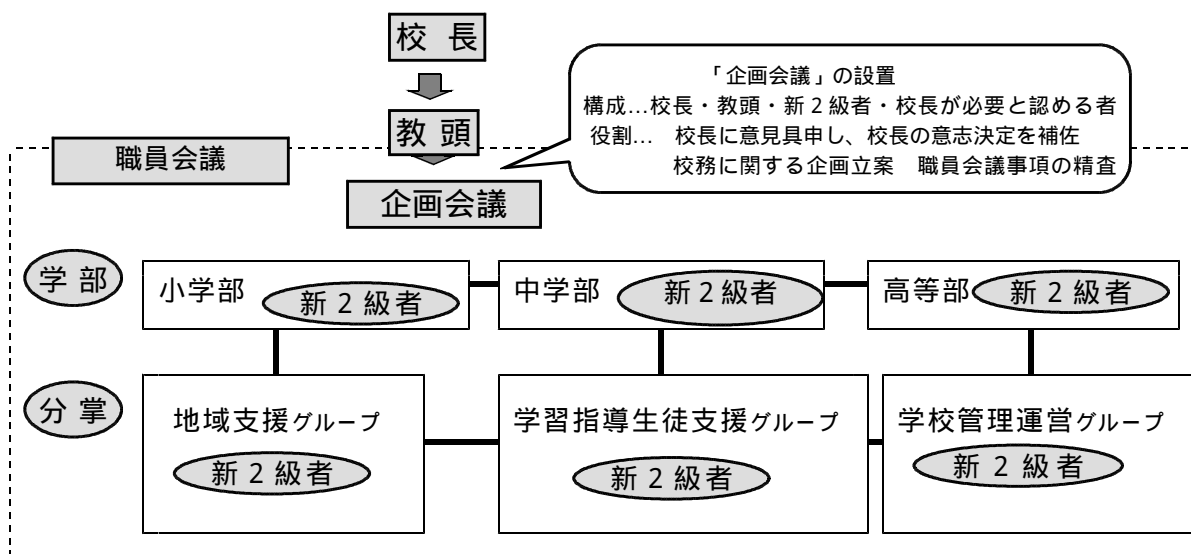 校 長
「企画会議」の設置
構成…校長・教頭・新２級者・校長が必要と認める者
役割…　校長に意見具申し、校長の意志決定を補佐
校務に関する企画立案　職員会議事項の精査
教 頭
職員会議
企画会議
学 部
小学部　新２級者
中学部　新２級者
高等部　新２級者
分 掌
地域支援グループ
新２級者
学習指導生徒支援グループ
新２級者
学校管理運営グループ
新２級者